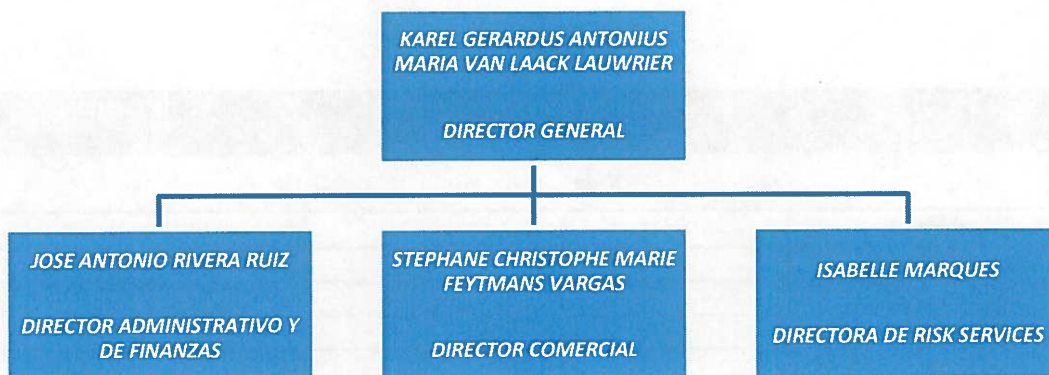 KAREL GERARDUS ANTONIUS
MARIA VAN LAACK LAUWRIER
DIRECTOR GENERAL
JOSE ANTONIO RIVERA RUIZ
DIRECTOR ADMINISTRATIVO Y
DE FINANZAS
STEPHANE CHRISTOPHE MARIE
FEYTMANS VARGAS
DIRECTOR COMERCIAL
ISABELLE MARQUES
DIRECTORA DE RISK SERVICES